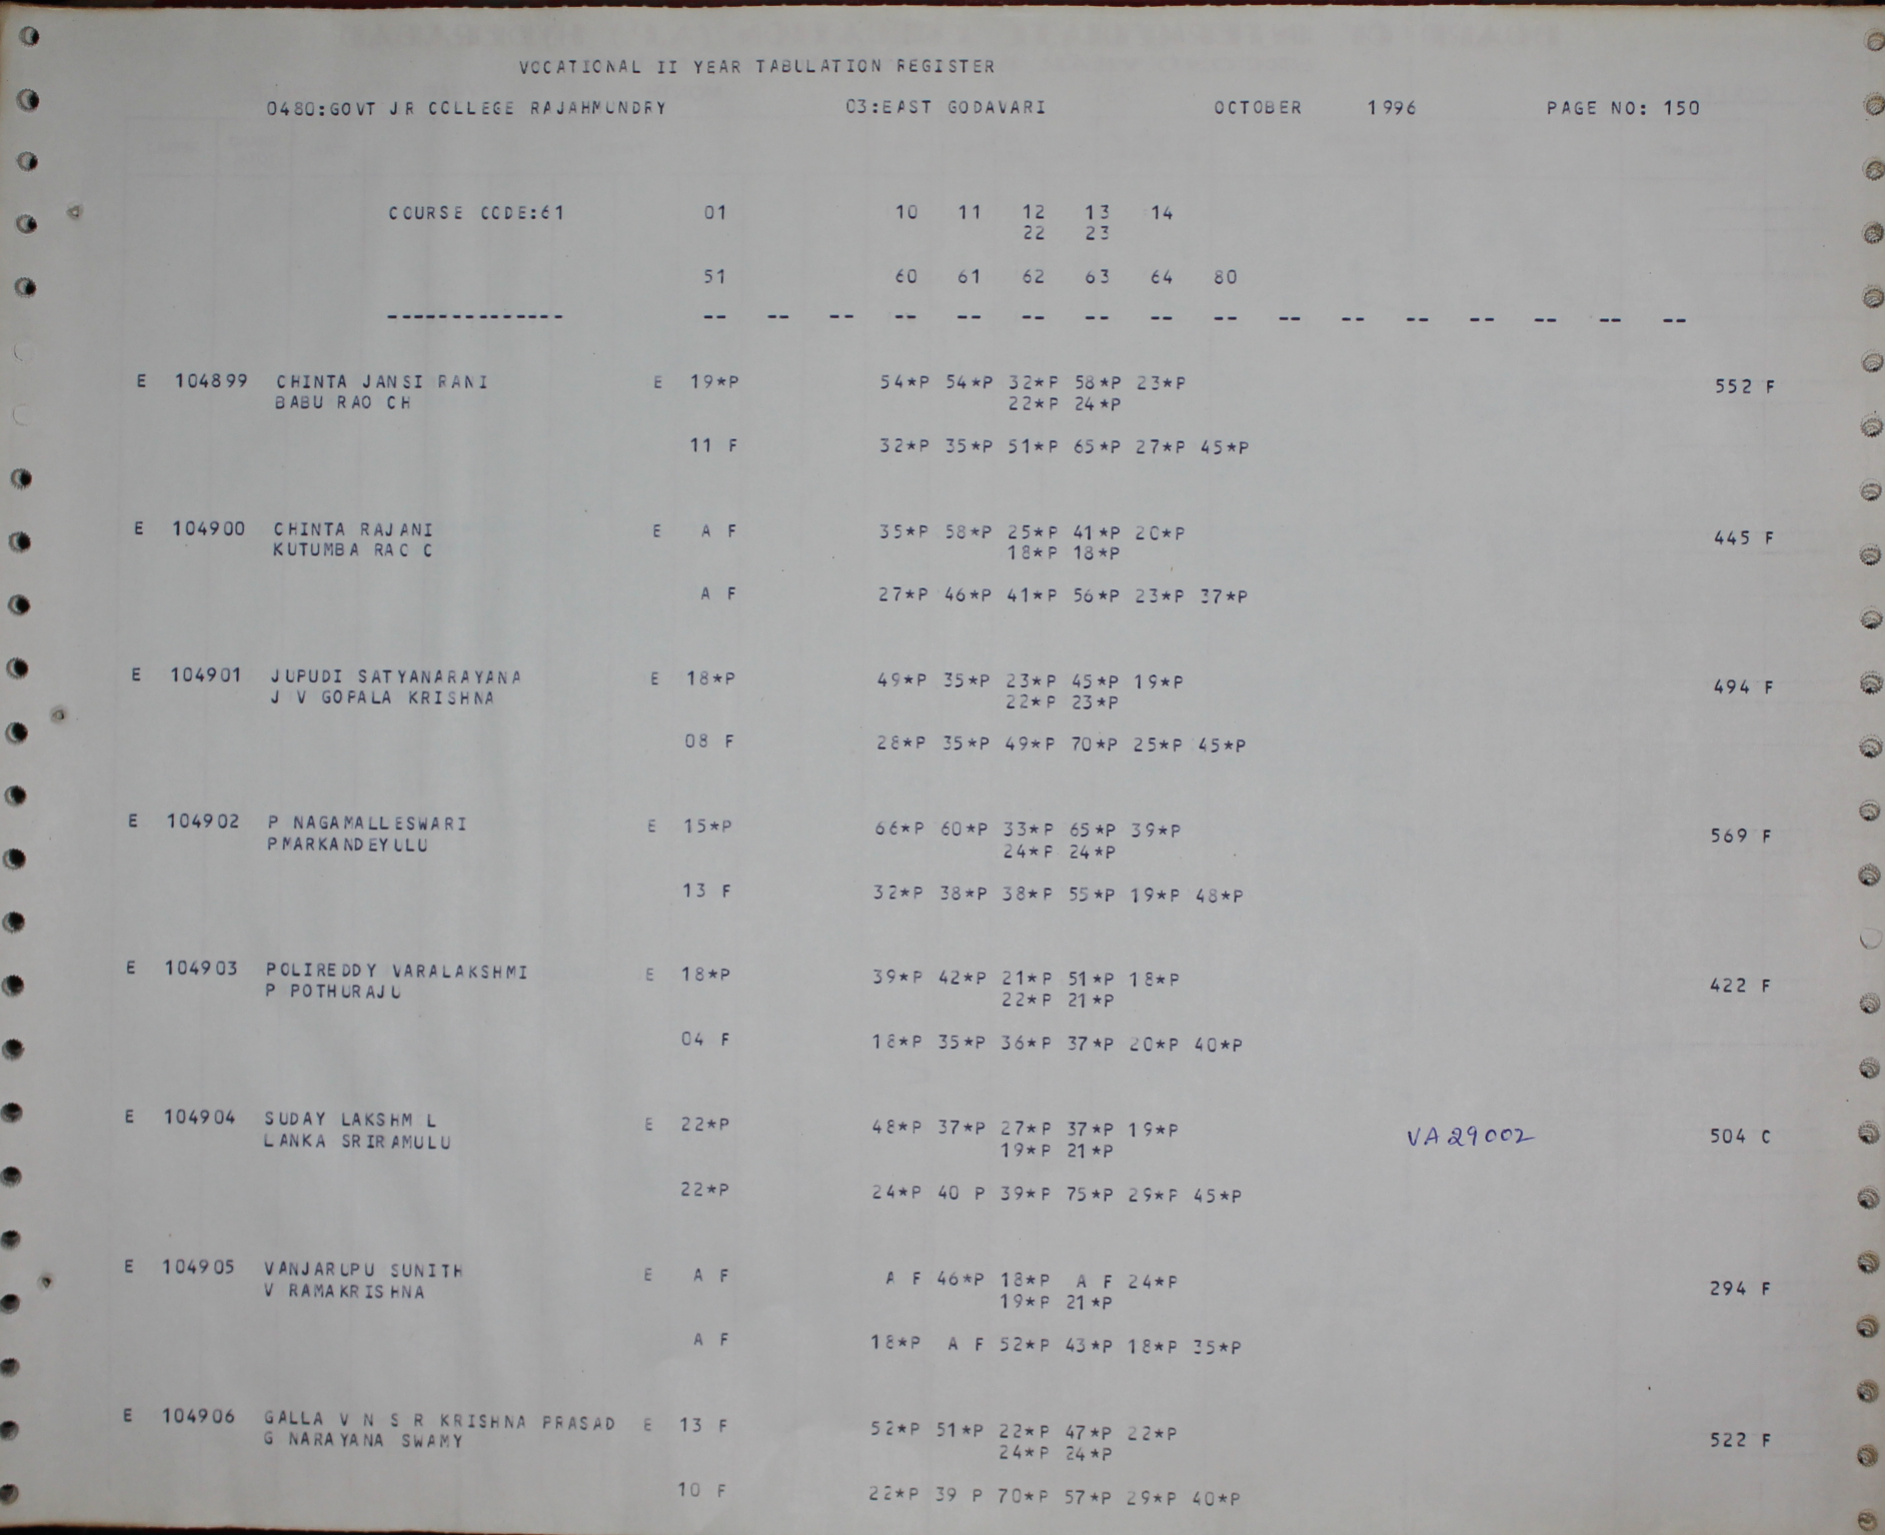 VOCATIONAL II YEAR TABULATION REGISTER
0480:GOVT JR COLLEGE RAJAHMUNDRY 03:EAST GODAVARI OCTOBER 1996 PAGE NO: 150
COURSE CODE:61 01 10 11 12 13 14
22 23
51 60 61 62 63 64 80
-------------- -- -- -- -- -- -- -- -- -- -- -- -- -- -- -- --
E 104899 CHINTA JANSI RANI E 19*P 54*P 54*P 32*P 58*P 23*P 552 F
BABU RAO CH 22*P 24*P
11 F 32*P 35*P 51*P 65*P 27*P 45*P
E 104900 CHINTA RAJANI E A F 35*P 58*P 25*P 41*P 20*P 445 F
KUTUMBA RAO C 18*P 18*P
A F 27*P 46*P 41*P 56*P 23*P 37*P
E 104901 JUPUDI SATYANARAYANA E 18*P 49*P 35*P 23*P 45*P 19*P 494 F
J V GOPALA KRISHNA 22*P 23*P
08 F 28*P 35*P 49*P 70*P 25*P 45*P
E 104902 P NAGAMALLESWARI E 15*P 66*P 60*P 33*P 65*P 39*P 569 F
PMARKANDEYULU 24*P 24*P
13 F 32*P 38*P 38*P 55*P 19*P 48*P
E 104903 POLIREDDY VARALAKSHMI E 18*P 39*P 42*P 21*P 51*P 18*P 422 F
P POTHURAJU 22*P 21*P
04 F 18*P 35*P 36*P 37*P 20*P 40*P
E 104904 SUDAY LAKSHM L E 22*P 48*P 37*P 27*P 37*P 19*P VA29002 504 C
LANKA SRIRAMULU 19*P 21*P
22*P 24*P 40 P 39*P 75*P 29*P 45*P
E 104905 VANJARUPU SUNITH E A F A F 46*P 18*P A F 24*P 294 F
V RAMAKRISHNA 19*P 21*P
A F 18*P A F 52*P 43*P 18*P 35*P
E 104906 GALLA V N S R KRISHNA PRASAD E 13 F 52*P 51*P 22*P 47*P 22*P 522 F
G NARAYANA SWAMY 24*P 24*P
10 F 22*P 39 P 70*P 57*P 29*P 40*P